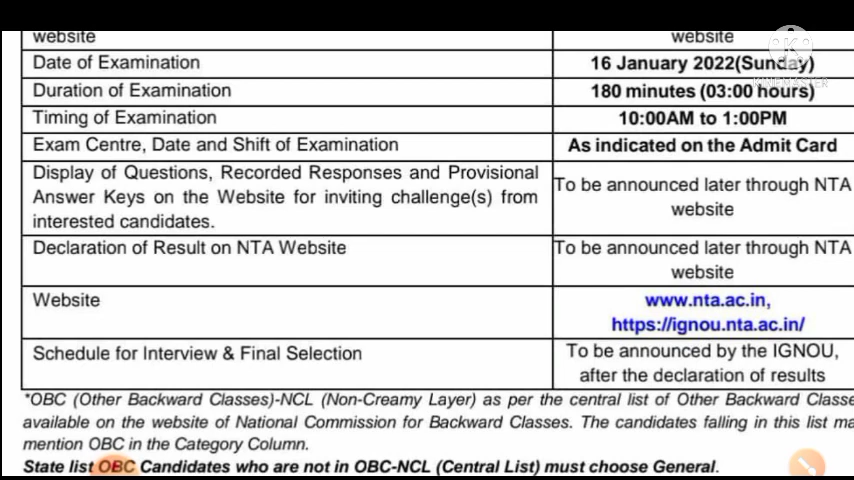 website
website
Date of Examination
16 January 2022(Sunday)
Duration of Examination
180 minutes (03:00 hours)
Timing of Examination
10:00AM to 1:00PM
Exam Centre, Date and Shift of Examination
As indicated on the Admit Card
Display of Questions, Recorded Responses and Provisional
Answer Keys on the Website for inviting challenge(s) from
interested candidates.
To be announced later through NTA
website
Declaration of Result on NTA Website
To be announced later through NTA
website
Website
www.nta.ac.in,
https://ignou.nta.ac.in/
Schedule for Interview & Final Selection
To be announced by the IGNOU,
after the declaration of results
*OBC (Other Backward Classes)-NCL (Non-Creamy Layer) as per the central list of Other Backward Classe
available on the website of National Commission for Backward Classes. The candidates falling in this list ma
mention OBC in the Category Column.
State list OBC Candidates who are not in OBC-NCL (Central List) must choose General.
K
KINEMASTER